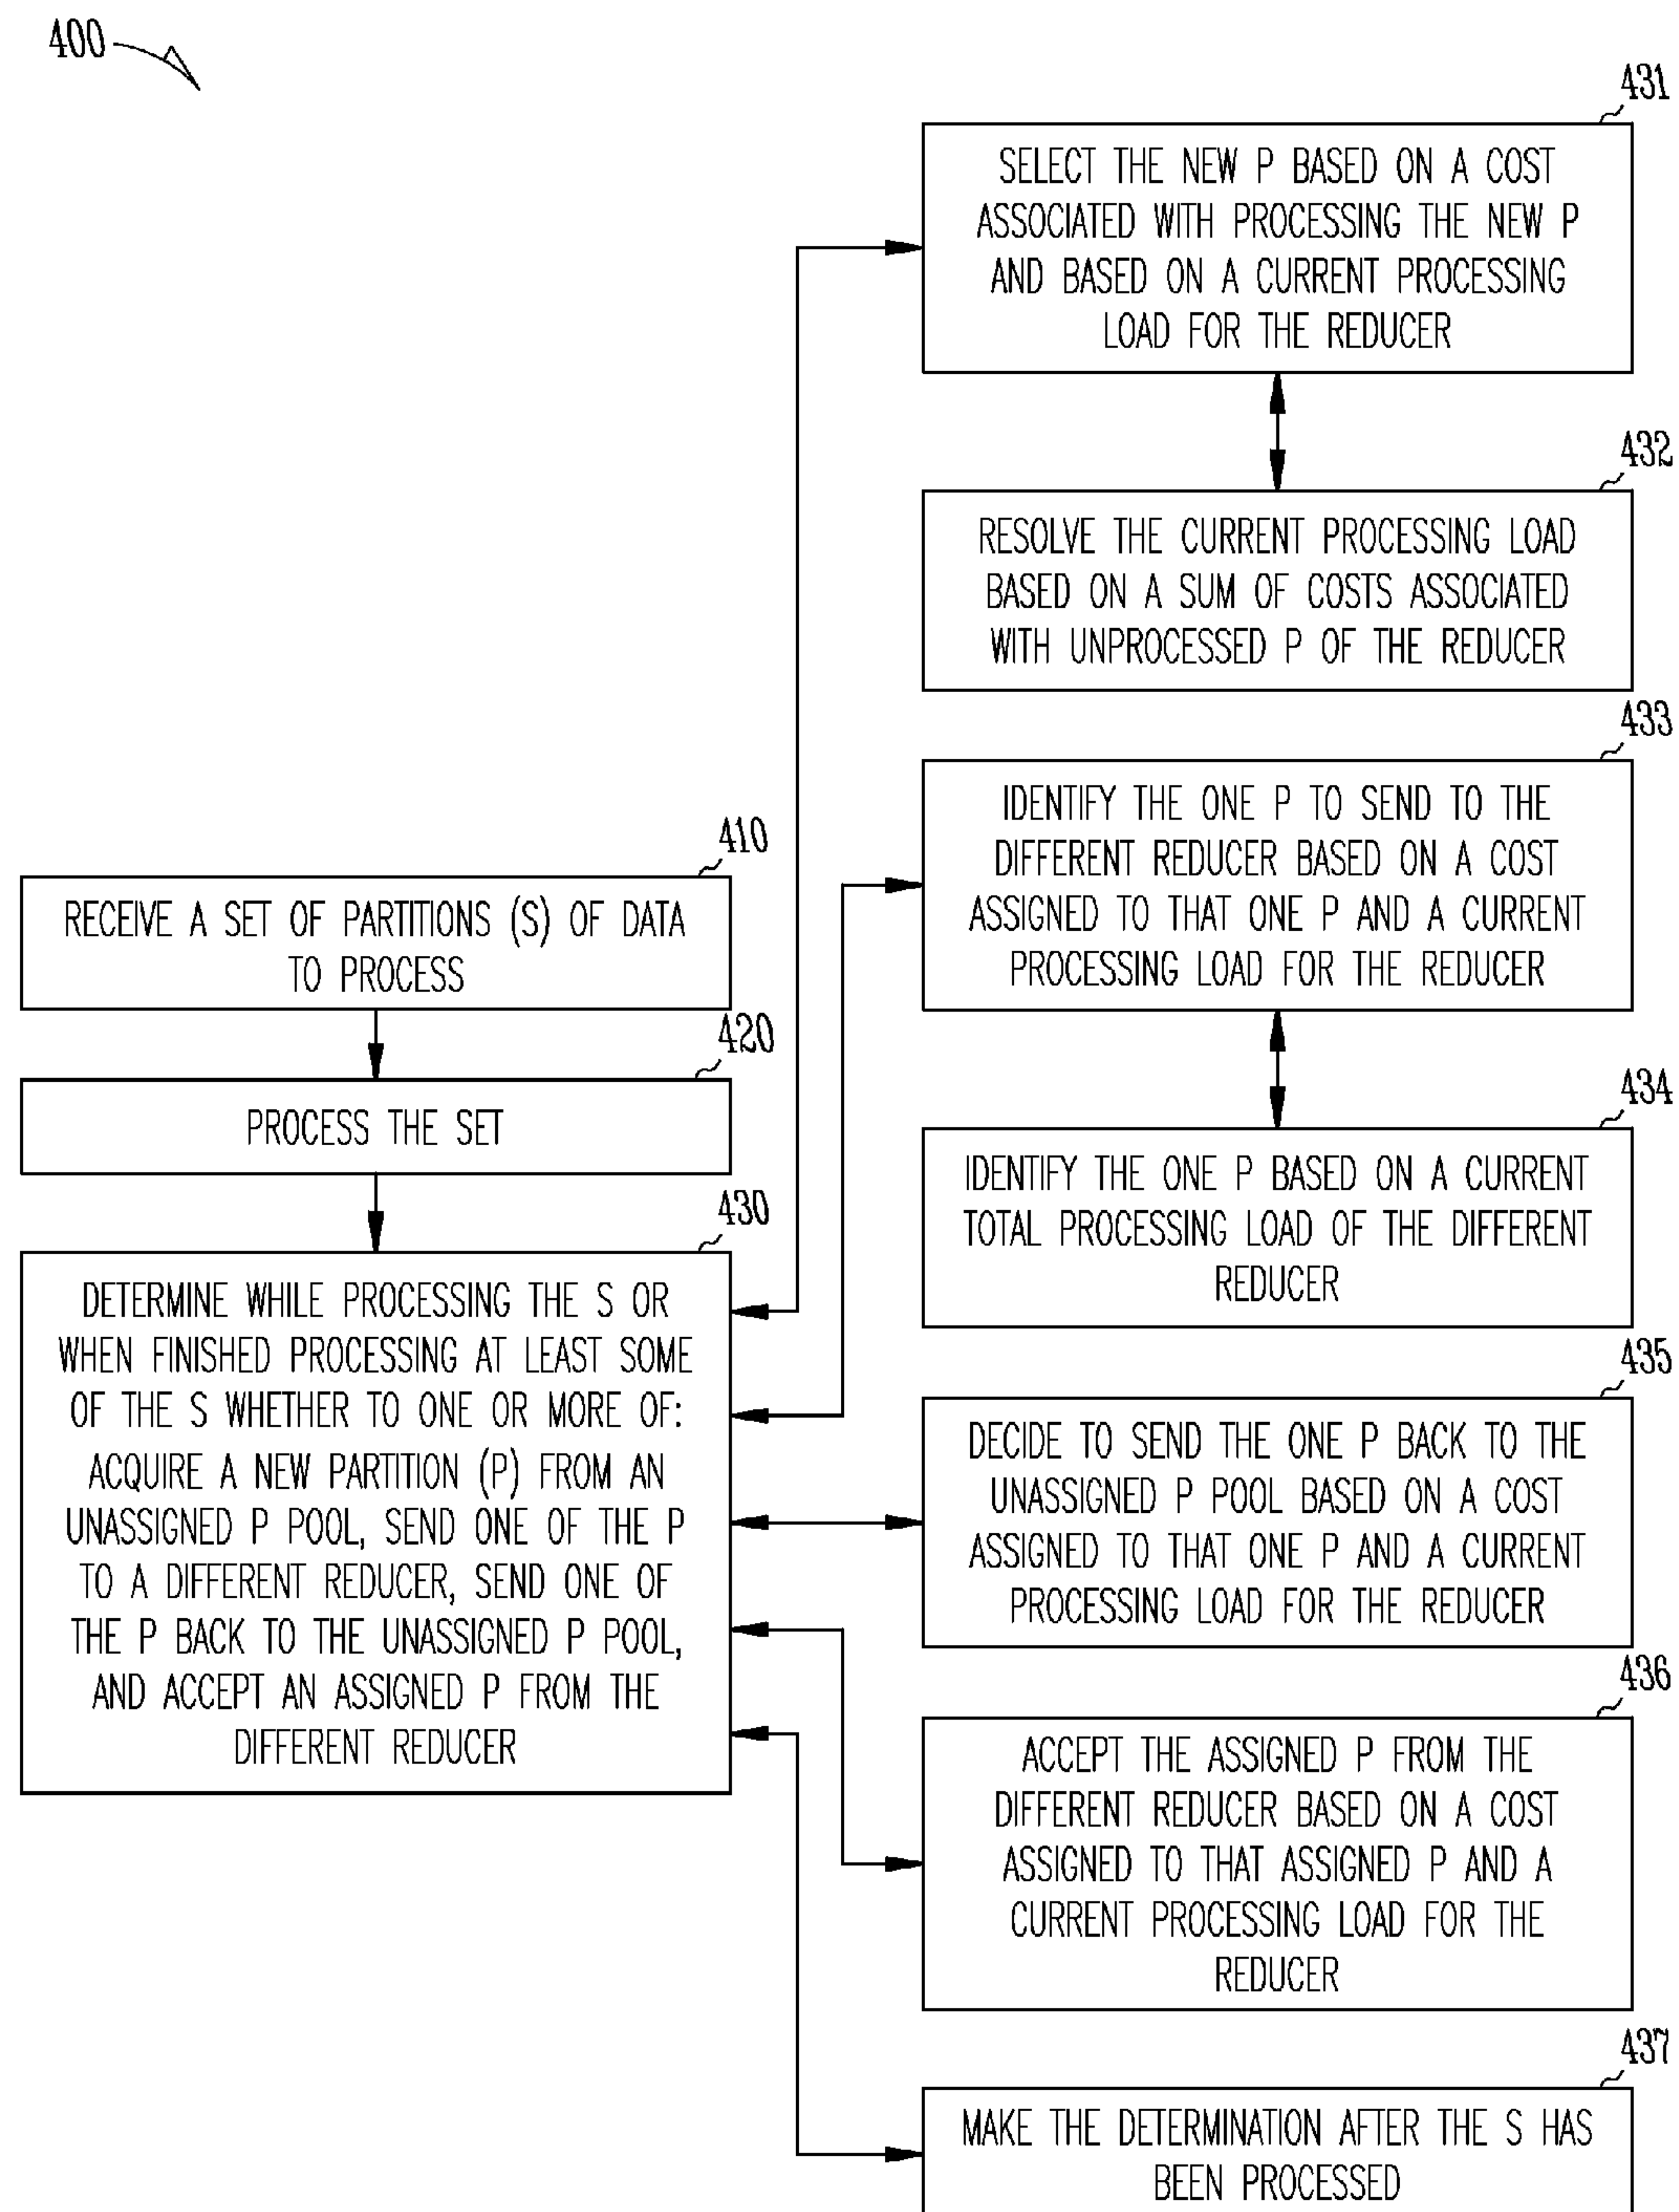 400
431
SELECT THE NEW P BASED ON A COST
ASSOCIATED WITH PROCESSING THE NEW P
AND BASED ON A CURRENT PROCESSING
LOAD FOR THE REDUCER
432
RESOLVE THE CURRENT PROCESSING LOAD
BASED ON A SUM OF COSTS ASSOCIATED
WITH UNPROCESSED P OF THE REDUCER
433
IDENTIFY THE ONE P TO SEND TO THE
DIFFERENT REDUCER BASED ON A COST
ASSIGNED TO THAT ONE P AND A CURRENT
PROCESSING LOAD FOR THE REDUCER
410
RECEIVE A SET OF PARTITIONS (S) OF DATA
TO PROCESS
420
PROCESS THE SET
434
IDENTIFY THE ONE P BASED ON A CURRENT
TOTAL PROCESSING LOAD OF THE DIFFERENT
REDUCER
430
DETERMINE WHILE PROCESSING THE S OR
WHEN FINISHED PROCESSING AT LEAST SOME
OF THE S WHETHER TO ONE OR MORE OF:
ACQUIRE A NEW PARTITION (P) FROM AN
UNASSIGNED P POOL, SEND ONE OF THE P
TO A DIFFERENT REDUCER, SEND ONE OF
THE P BACK TO THE UNASSIGNED P POOL,
AND ACCEPT AN ASSIGNED P FROM THE
DIFFERENT REDUCER
435
DECIDE TO SEND THE ONE P BACK TO THE
UNASSIGNED P POOL BASED ON A COST
ASSIGNED TO THAT ONE P AND A CURRENT
PROCESSING LOAD FOR THE REDUCER
436
ACCEPT THE ASSIGNED P FROM THE
DIFFERENT REDUCER BASED ON A COST
ASSIGNED TO THAT ASSIGNED P AND A
CURRENT PROCESSING LOAD FOR THE
REDUCER
437
MAKE THE DETERMINATION AFTER THE S HAS
BEEN PROCESSED